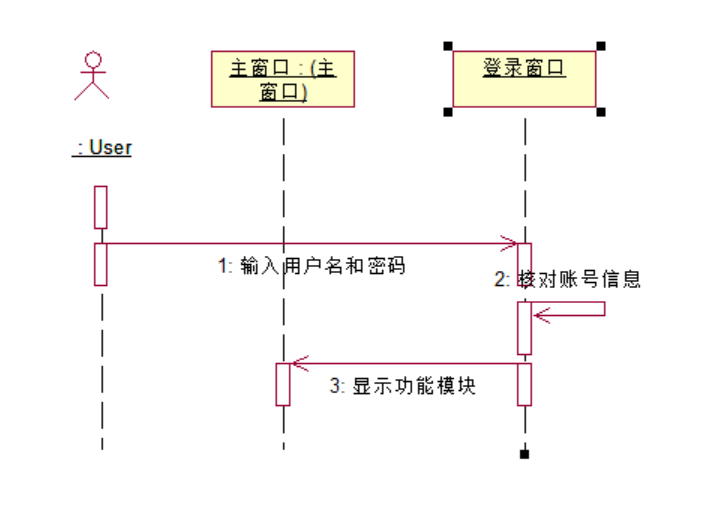 主窗口 : (主
窗口)
登录窗口
: User
1: 输入用户名和密码
2: 核对账号信息
3: 显示功能模块